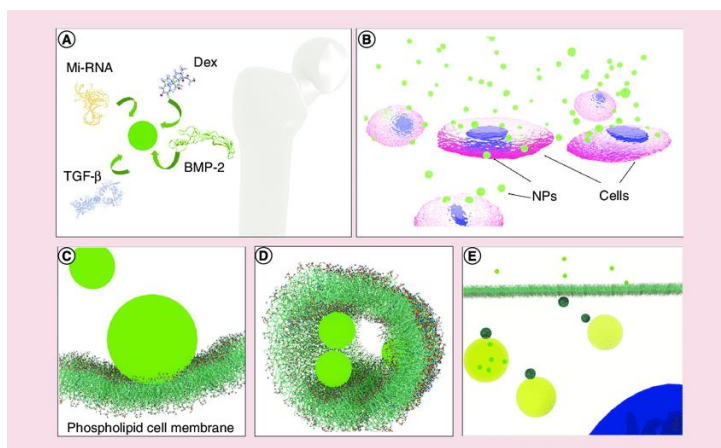 A
Mi-RNA
Dex
TGF-β
BMP-2
B
NPs
Cells
C
Phospholipid cell membrane
D
E